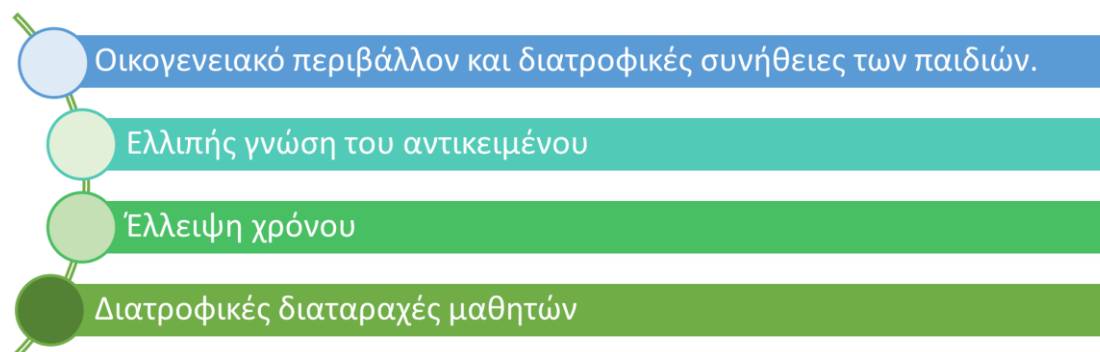 Οικογενειακό περιβάλλον και διατροφικές συνήθειες των παιδιών.
Ελλιπής γνώση του αντικειμένου
Έλλειψη χρόνου
Διατροφικές διαταραχές μαθητών